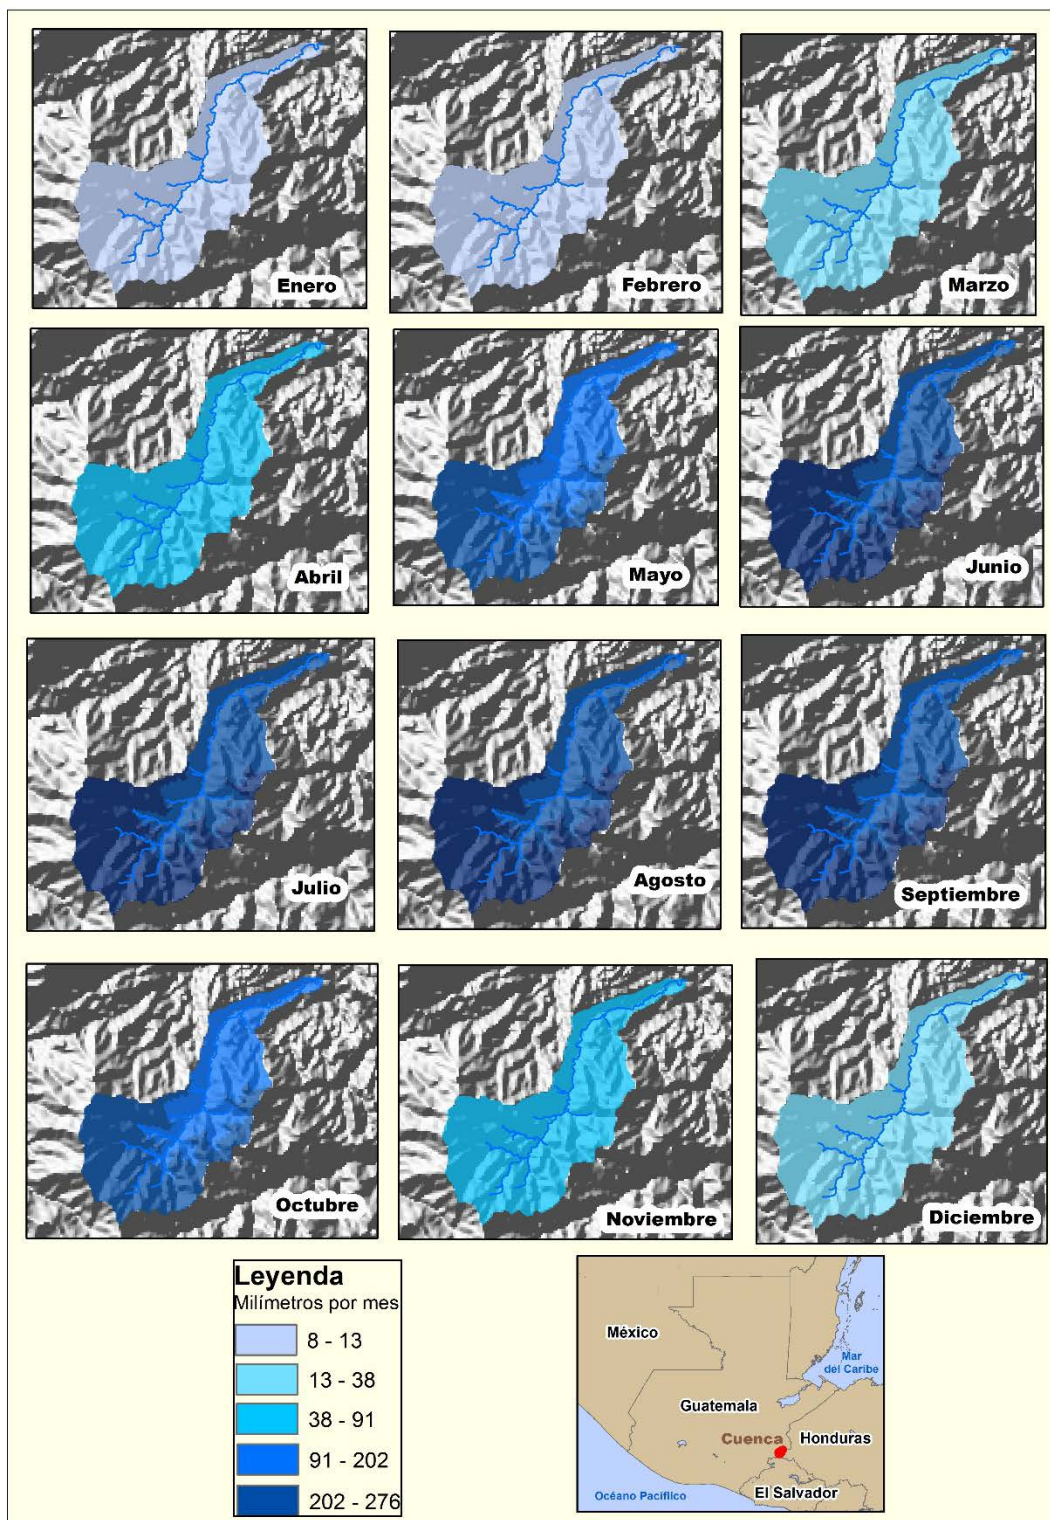 Enero
Febrero
Marzo
Abril
Mayo
Junio
Julio
Agosto
Septiembre
Octubre
Noviembre
Diciembre
Leyenda
Milímetros por mes
8 - 13
13 - 38
38 - 91
91 - 202
202 - 276
México
Mar
del Caribe
Guatemala
Cuenca
Honduras
El Salvador
Océano Pacífilco